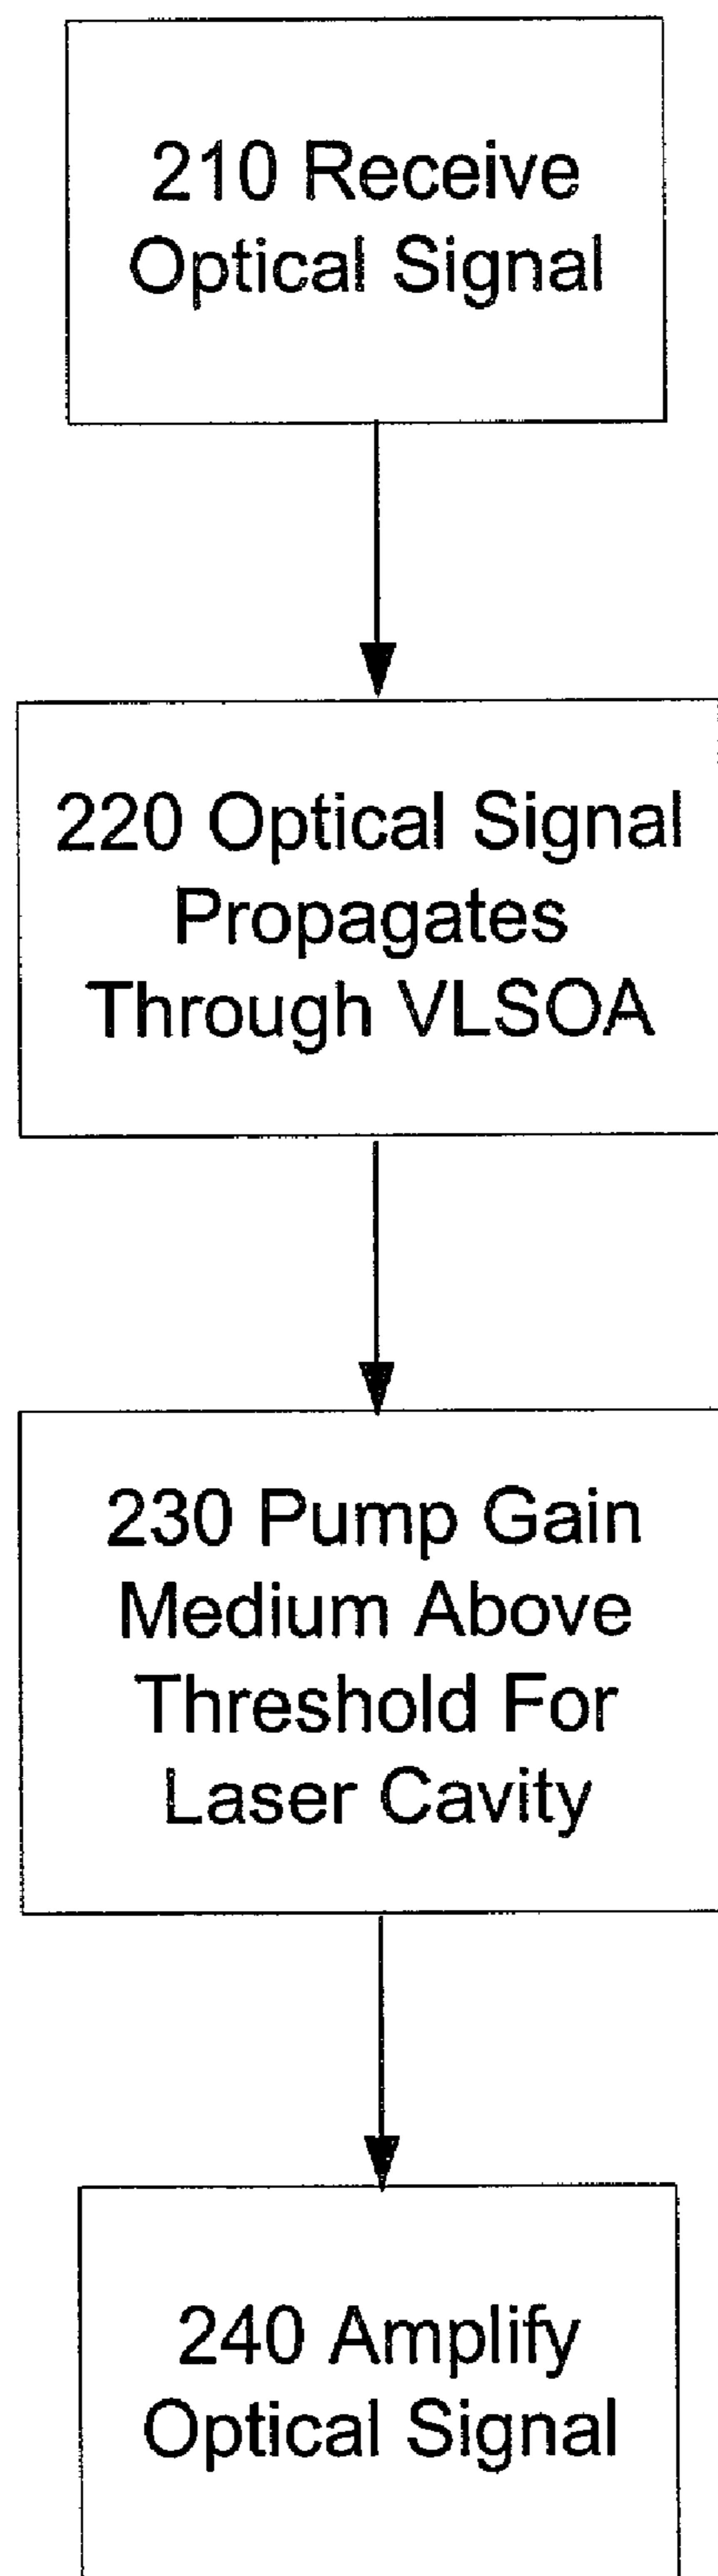 210 Receive
Optical Signal
220 Optical Signal
Propagates
Through VLSOA
230 Pump Gain
Medium Above
Threshold For
Laser Cavity
240 Amplify
Optical Signal